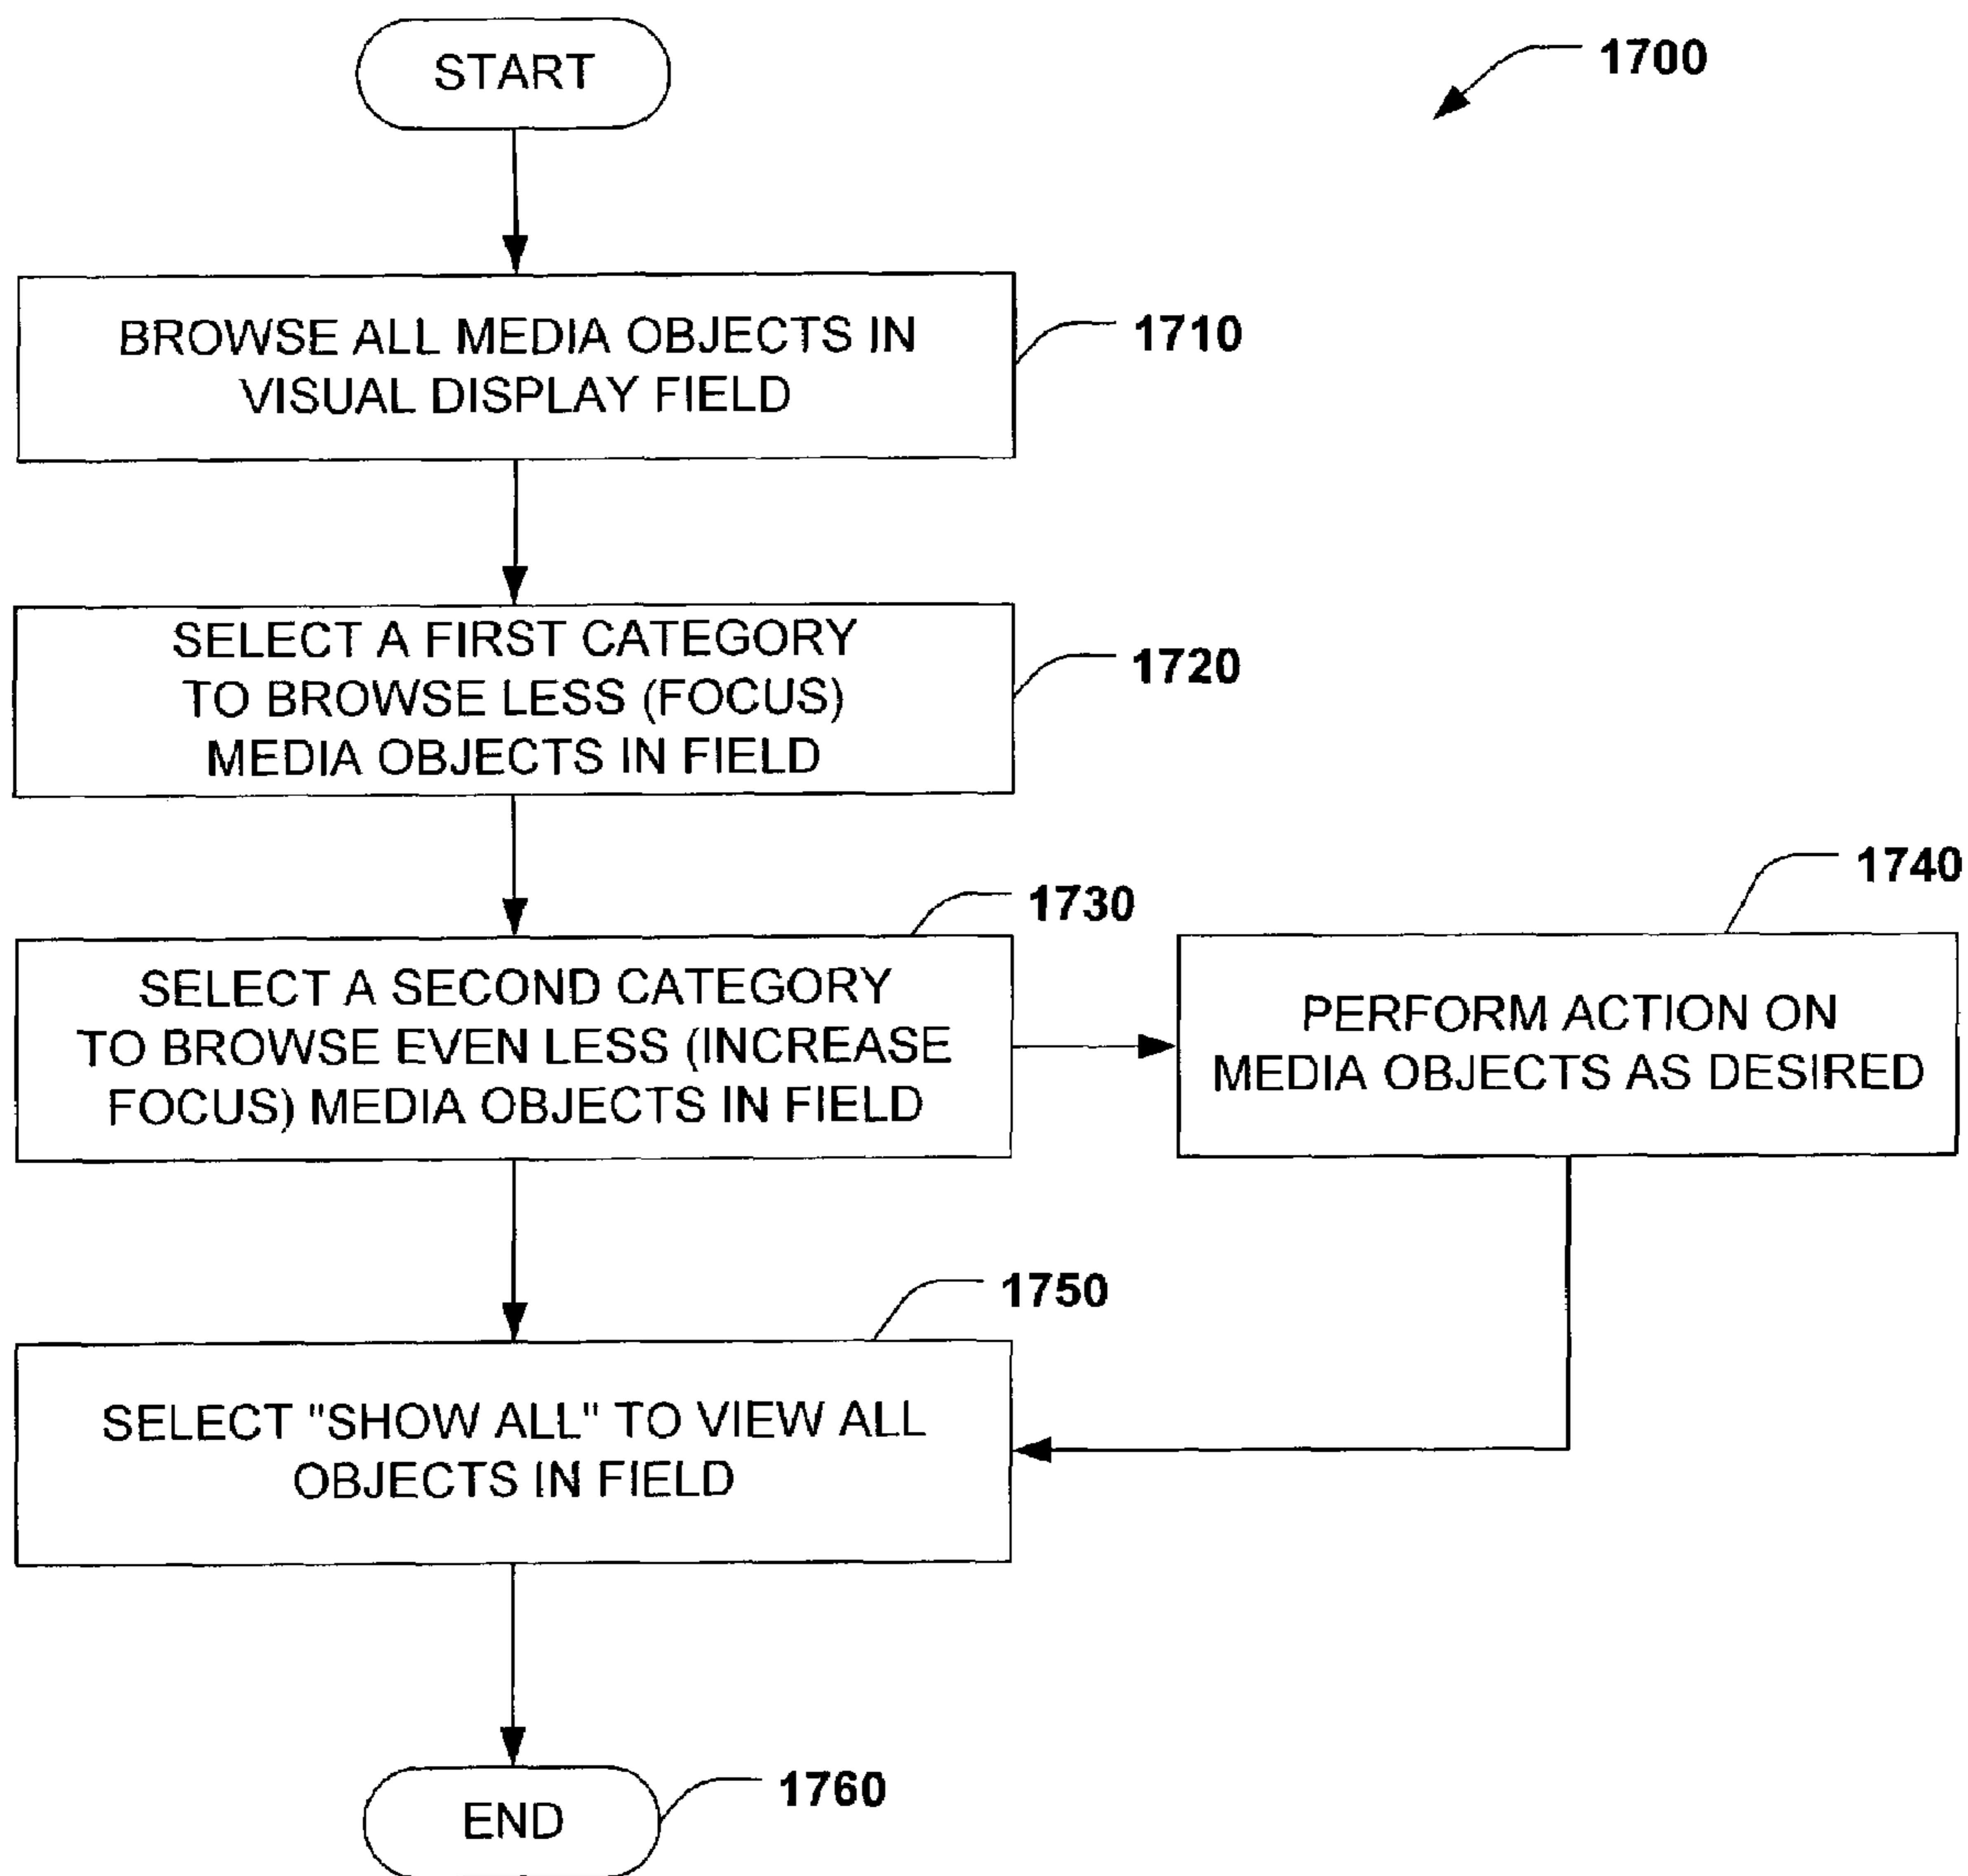 START
1700
BROWSE ALL MEDIA OBJECTS IN
VISUAL DISPLAY FIELD
1710
SELECT A FIRST CATEGORY
TO BROWSE LESS (FOCUS)
MEDIA OBJECTS IN FIELD
1720
SELECT A SECOND CATEGORY
TO BROWSE EVEN LESS (INCREASE
FOCUS) MEDIA OBJECTS IN FIELD
1730
PERFORM ACTION ON
MEDIA OBJECTS AS DESIRED
1740
SELECT "SHOW ALL" TO VIEW ALL
OBJECTS IN FIELD
1750
END
1760